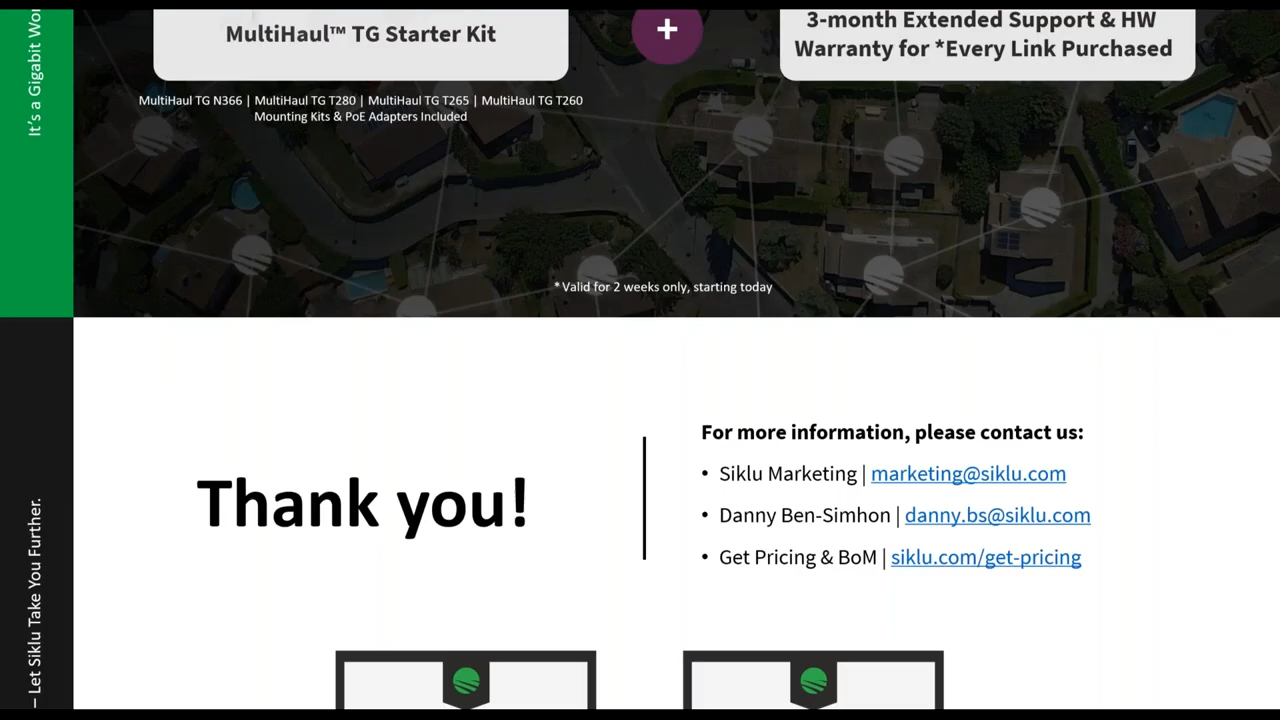 MultiHaul™ TG Starter Kit
+
3-month Extended Support & HW
Warranty for *Every Link Purchased
MultiHaul TG N366 | MultiHaul TG T280 | MultiHaul TG T265 | MultiHaul TG T260
Mounting Kits & PoE Adapters Included
*Valid for 2 weeks only, starting today
It's a Gigabit
– Let Siklu Take You Further.
Thank you!
For more information, please contact us:
• Siklu Marketing | marketing@siklu.com
• Danny Ben-Simhon | danny.bs@siklu.com
• Get Pricing & BoM | siklu.com/get-pricing